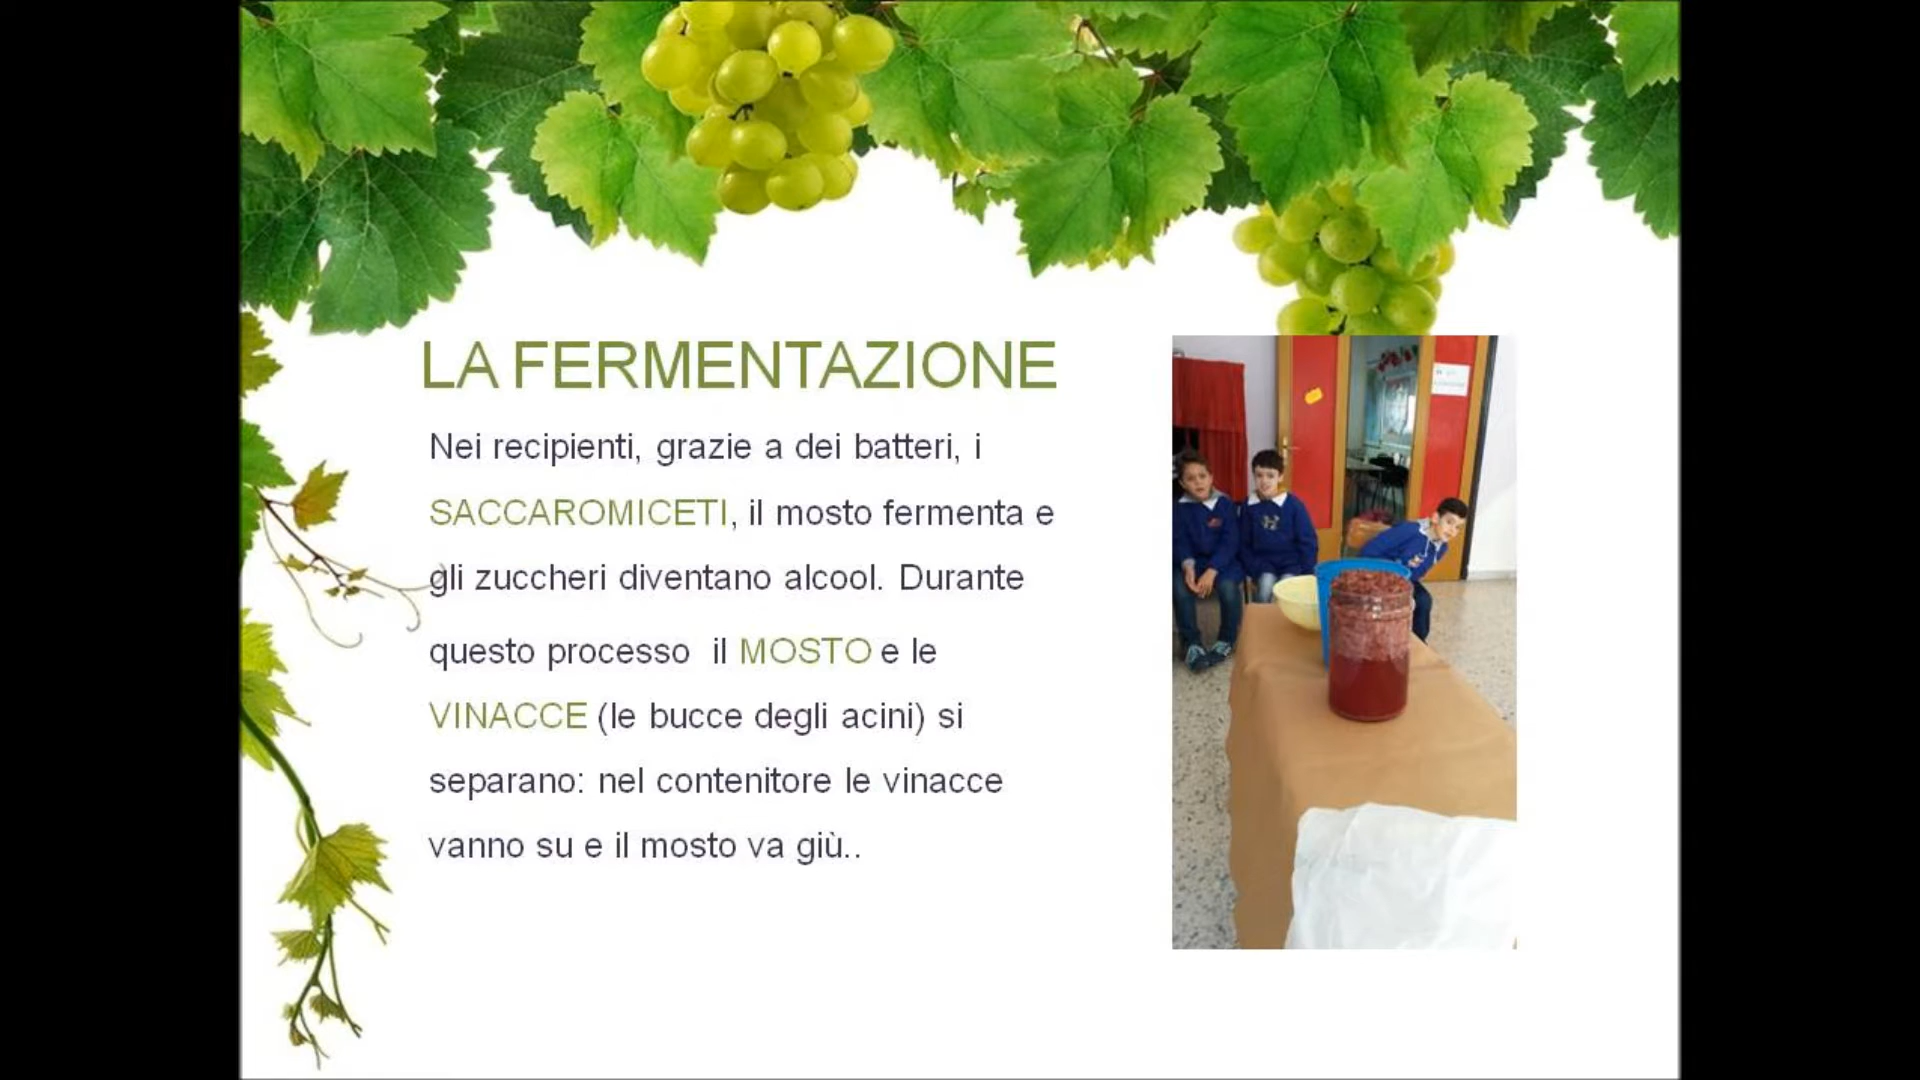 LA FERMENTAZIONE
Nei recipienti, grazie a dei batteri, i
SACCAROMICETI, il mosto fermenta e
gli zuccheri diventano alcool. Durante
questo processo il MOSTO e le
VINACCE (le bucce degli acini) si
separano: nel contenitore le vinacce
vanno su e il mosto va giù..